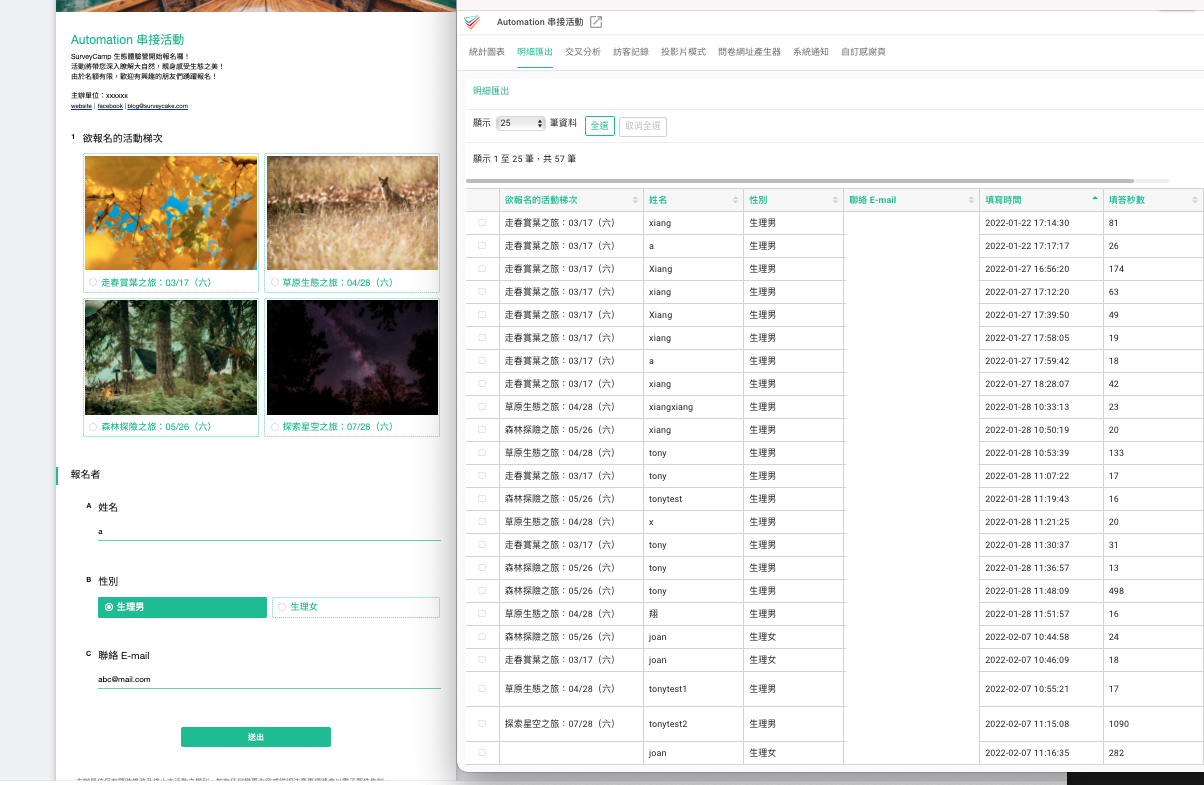 Automation 串接活動
SurveyCamp 生態體驗營開始報名囉！
活動將帶您深入瞭解大自然，親身感受生態之美！
由於名額有限，歡迎有興趣的朋友們踴躍報名！
主辦單位：xxxxxx
website | facebook | blog@surveycake.com
1 欲報名的活動梯次
走春賞葉之旅：03/17（六）
草原生態之旅：04/28（六）
森林探險之旅：05/26（六）
探索星空之旅：07/28（六）
報名者
A 姓名
a
B 性別
生理男 生理女
C 聯絡 E-mail
abc@mail.com
送出
Automation 串接活動
統計圖表 明細匯出 交叉分析 訪客記錄 投影片模式 問卷網址產生器 系統通知 自訂感謝頁
明細匯出
顯示 25 筆資料 全選 取消全選
顯示 1 至 25 筆，共 57 筆
欲報名的活動梯次 姓名 性別 聯絡 E-mail 填寫時間 填答秒數
走春賞葉之旅：03/17（六） xiang 生理男 2022-01-22 17:14:30 81
走春賞葉之旅：03/17（六） a 生理男 2022-01-22 17:17:17 26
走春賞葉之旅：03/17（六） Xiang 生理男 2022-01-27 16:56:20 174
走春賞葉之旅：03/17（六） xiang 生理男 2022-01-27 17:12:20 63
走春賞葉之旅：03/17（六） Xiang 生理男 2022-01-27 17:39:50 49
走春賞葉之旅：03/17（六） xiang 生理男 2022-01-27 17:58:05 19
走春賞葉之旅：03/17（六） a 生理男 2022-01-27 17:59:42 18
走春賞葉之旅：03/17（六） xiang 生理男 2022-01-27 18:28:07 42
草原生態之旅：04/28（六） xiangxiang 生理男 2022-01-28 10:33:13 23
森林探險之旅：05/26（六） xiang 生理男 2022-01-28 10:50:19 20
草原生態之旅：04/28（六） tony 生理男 2022-01-28 10:53:39 133
走春賞葉之旅：03/17（六） tony 生理男 2022-01-28 11:07:22 17
森林探險之旅：05/26（六） tonytest 生理男 2022-01-28 11:19:43 16
草原生態之旅：04/28（六） x 生理男 2022-01-28 11:21:25 20
走春賞葉之旅：03/17（六） tony 生理男 2022-01-28 11:30:37 31
森林探險之旅：05/26（六） tony 生理男 2022-01-28 11:36:57 13
森林探險之旅：05/26（六） tony 生理男 2022-01-28 11:48:09 498
草原生態之旅：04/28（六） 翔 生理男 2022-01-28 11:51:57 16
森林探險之旅：05/26（六） joan 生理女 2022-02-07 10:44:58 24
走春賞葉之旅：03/17（六） joan 生理女 2022-02-07 10:46:09 18
草原生態之旅：04/28（六） tonytest1 生理男 2022-02-07 10:55:21 17
探索星空之旅：07/28（六） tonytest2 生理男 2022-02-07 11:15:08 1090
joan 生理女 2022-02-07 11:16:35 282